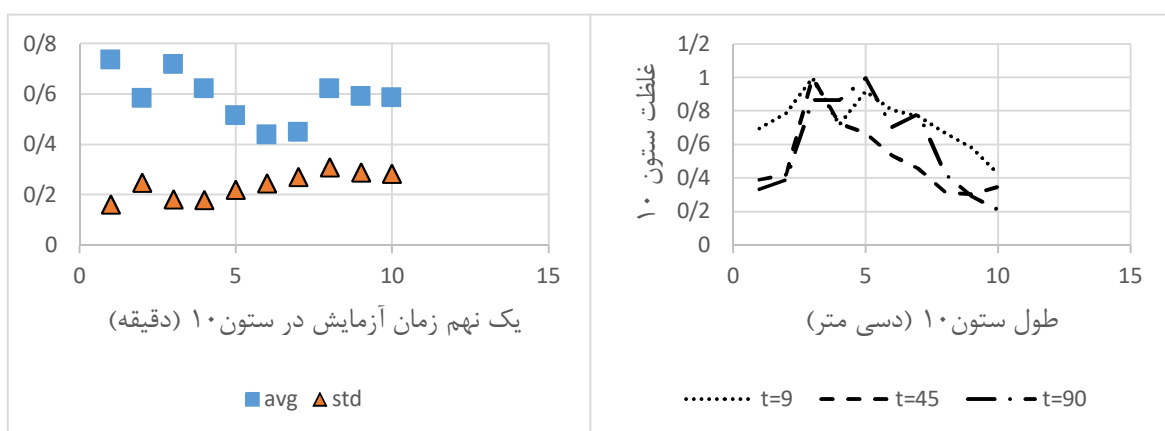 0/8
0/6
0/4
0/2
0
0
5
10
15
یک نهم زمان آزمایش در ستون۱۰ (دقیقه)
avg
std
1/2
1
0/8
0/6
0/4
0/2
0
غلظت ستون ۱۰
0
5
10
15
طول ستون۱۰ (دسی متر)
t=9
t=45
t=90